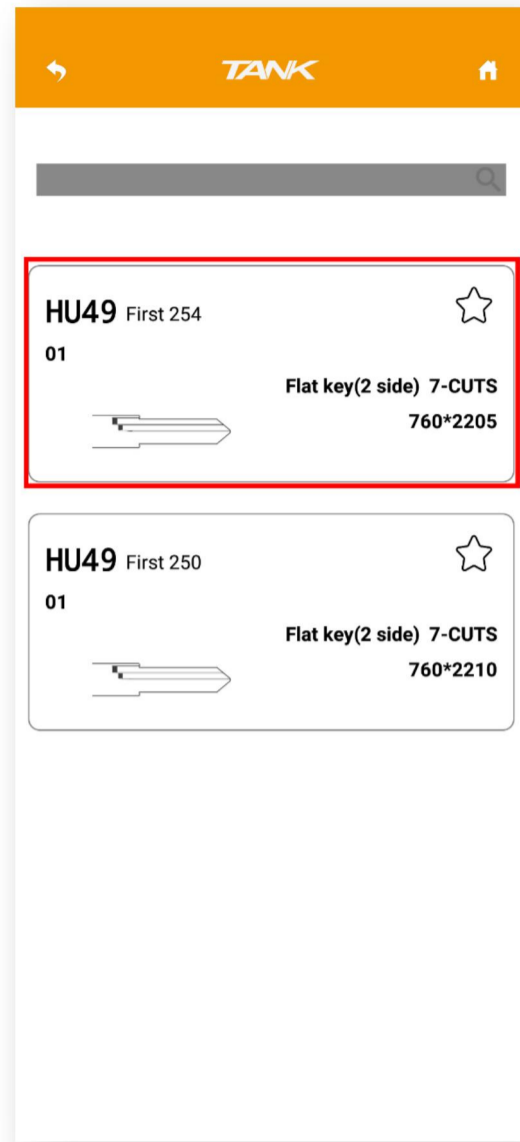 TANK
HU49 First 254
01
Flat key(2 side) 7-CUTS
760*2205
HU49 First 250
01
Flat key(2 side) 7-CUTS
760*2210